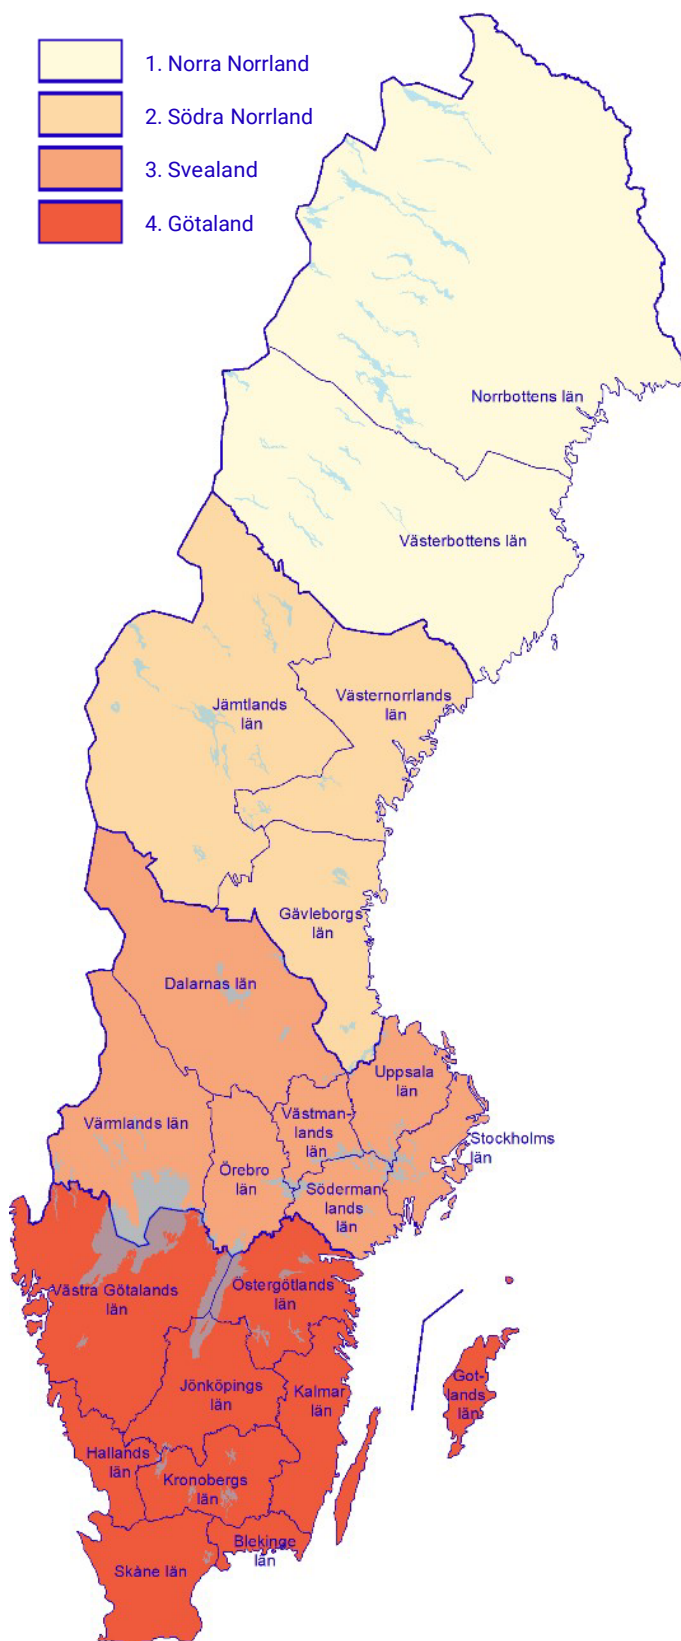 1. Norra Norrland
2. Södra Norrland
3. Svealand
4. Götaland
Norrbottens län
Västerbottens län
Västernorrlands
län
Jämtlands
län
Gävleborgs
län
Dalarnas län
Uppsala
län
Västman-
lands
län
Värmlands län
Stockholms
län
Örebro
län
Söderman-
lands
län
Västra Götalands
län
Östergötlands
län
Got-
lands
län
Jönköpings
län
Kalmar
län
Hallands
län
Kronobergs
län
Blekinge
län
Skåne län